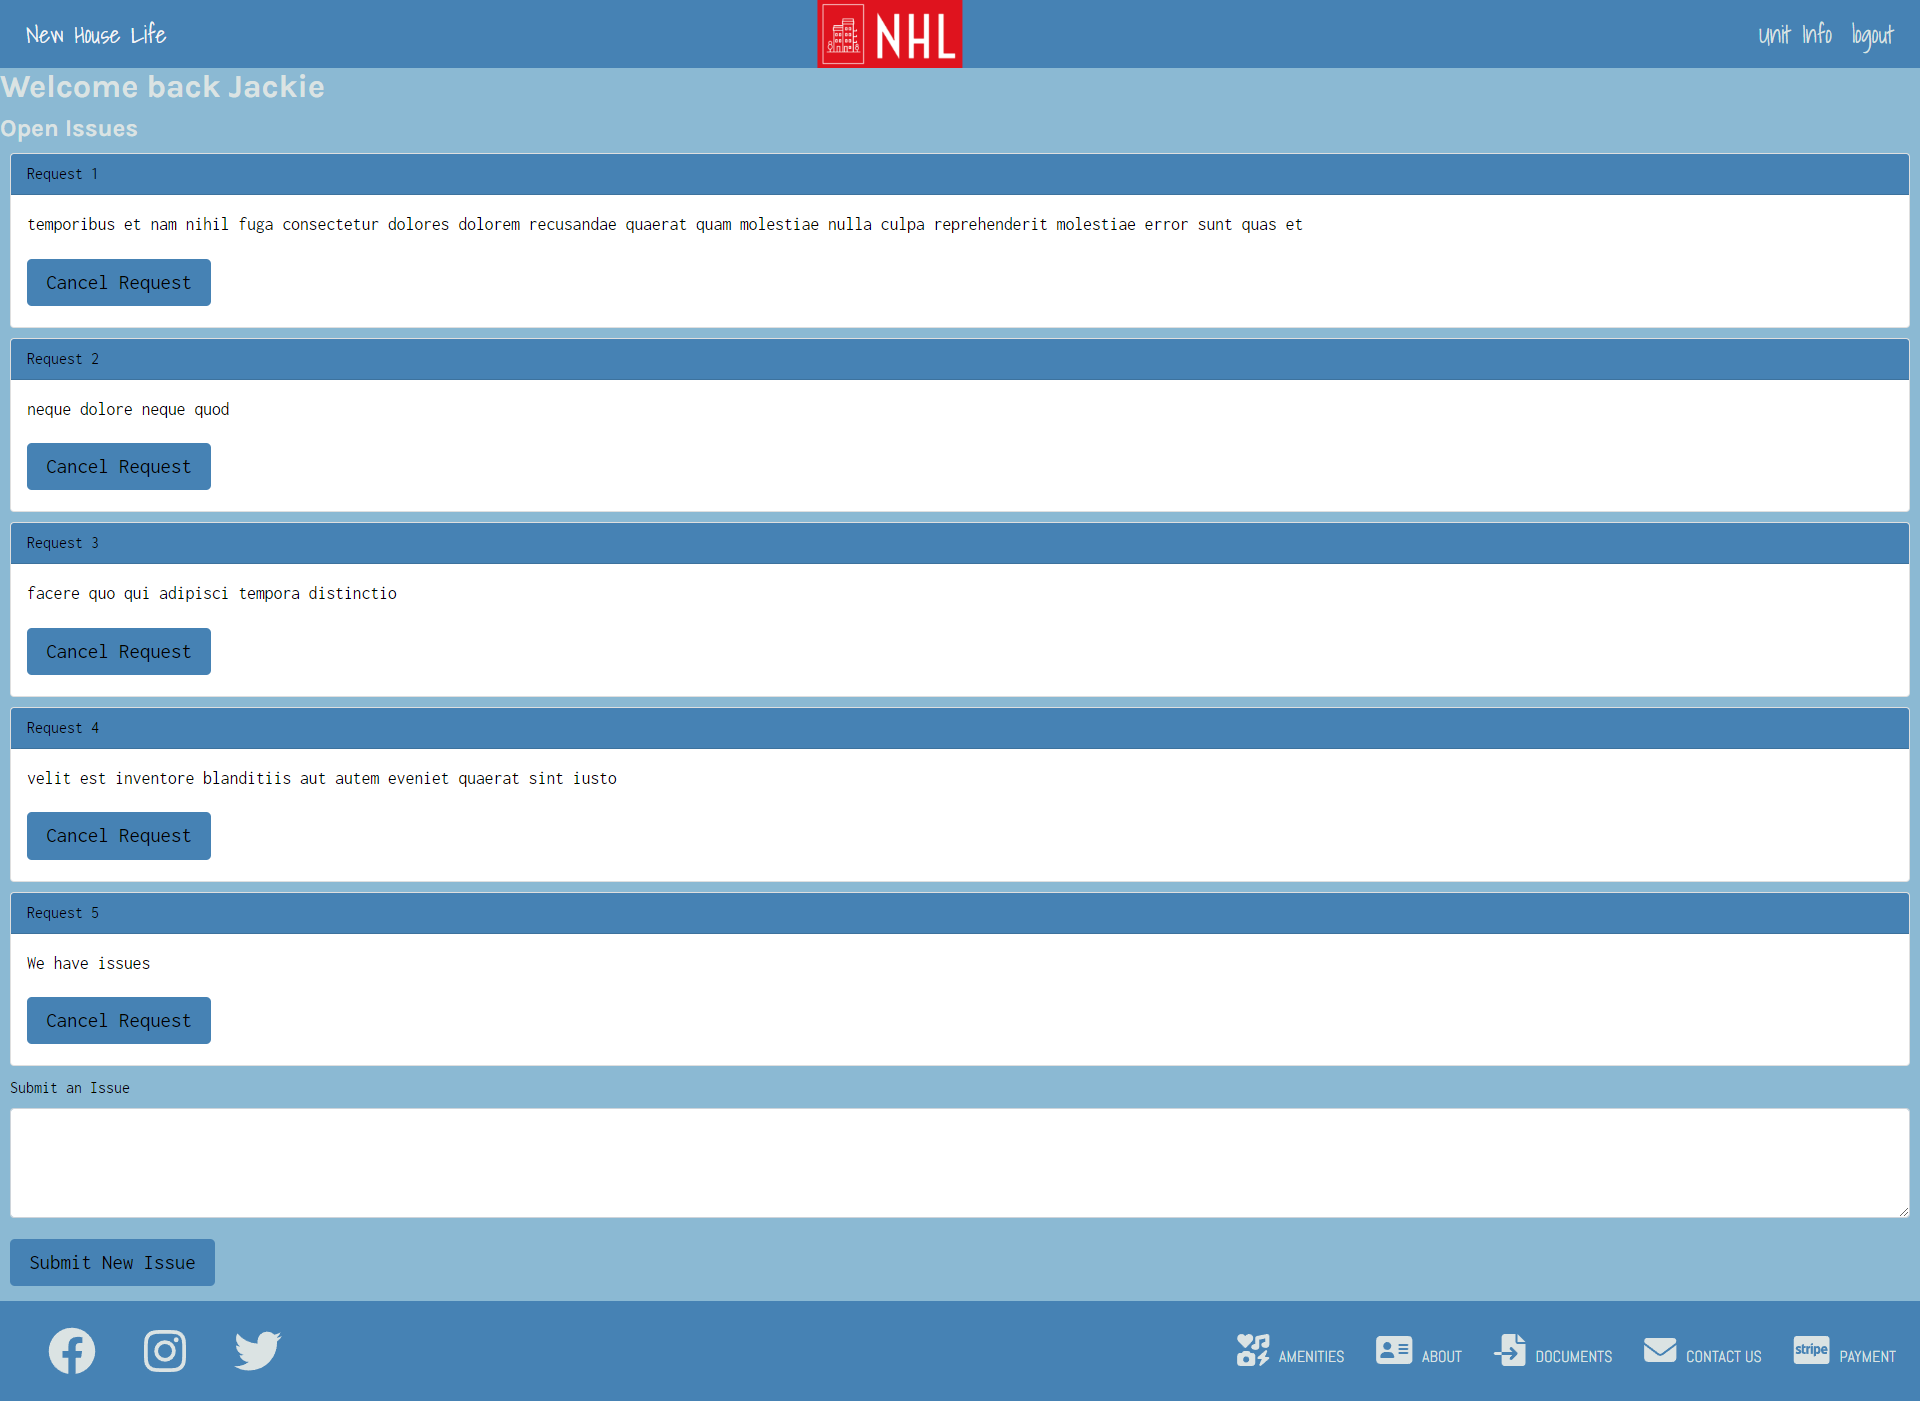 New House Life
NHL
Unit Info logout
Welcome back Jackie
Open Issues
Request 1
temporibus et nam nihil fuga consectetur dolores dolorem recusandae quaerat quam molestiae nulla culpa reprehenderit molestiae error sunt quas et
Cancel Request
Request 2
neque dolore neque quod
Cancel Request
Request 3
facere quo qui adipisci tempora distinctio
Cancel Request
Request 4
velit est inventore blanditiis aut autem eveniet quaerat sint iusto
Cancel Request
Request 5
We have issues
Cancel Request
Submit an Issue
Submit New Issue
AMENITIES ABOUT DOCUMENTS CONTACT US stripe PAYMENT